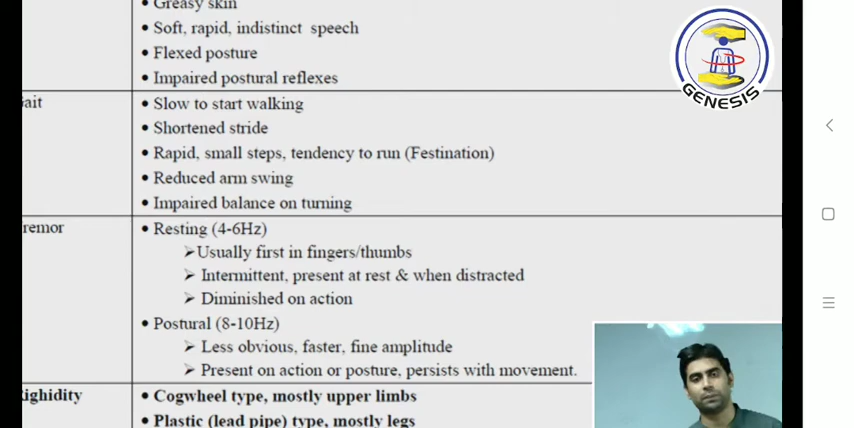 • Greasy skin
• Soft, rapid, indistinct speech
• Flexed posture
• Impaired postural reflexes
ait
• Slow to start walking
• Shortened stride
• Rapid, small steps, tendency to run (Festination)
• Reduced arm swing
• Impaired balance on turning
remor
• Resting (4-6Hz)
➢Usually first in fingers/thumbs
➢ Intermittent, present at rest & when distracted
➢ Diminished on action
• Postural (8-10Hz)
➢ Less obvious, faster, fine amplitude
➢ Present on action or posture, persists with movement.
ighidity
• Cogwheel type, mostly upper limbs
• Plastic (lead pipe) type, mostly legs
GENESIS